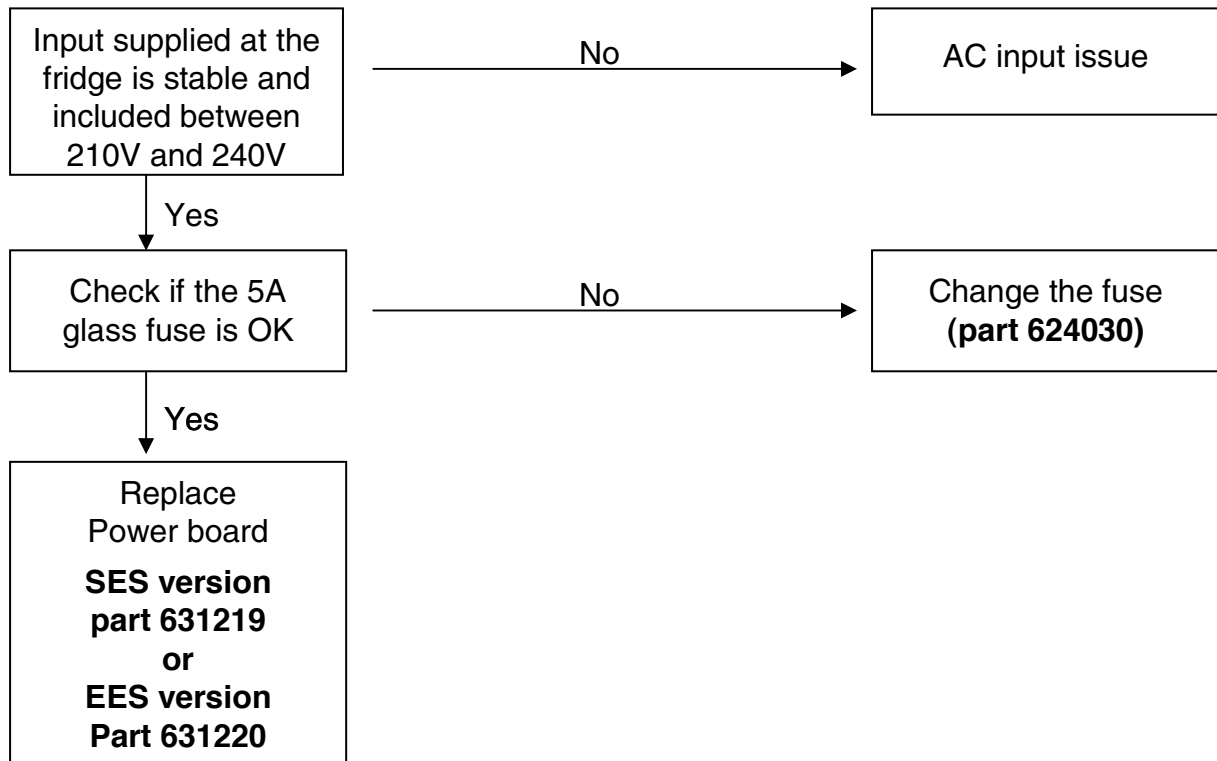 Input supplied at the
fridge is stable and
included between
210V and 240V
No
AC input issue
Yes
Check if the 5A
glass fuse is OK
No
Change the fuse
(part 624030)
Yes
Replace
Power board
SES version
part 631219
or
EES version
Part 631220